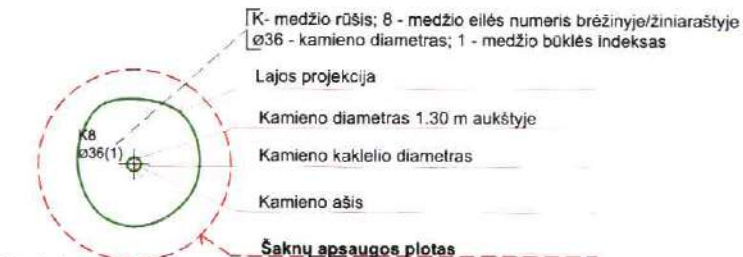 K- medžio rūšis; 8 - medžio eilės numeris brėžinyje/žiniaraštyje
ø36 - kamieno diametras; 1 - medžio būklės indeksas
Lajos projekcija
Kamieno diametras 1.30 m aukštyje
K8
ø36(1)
Kamieno kaklelio diametras
Kamieno ašis
Šaknų apsaugos plotas